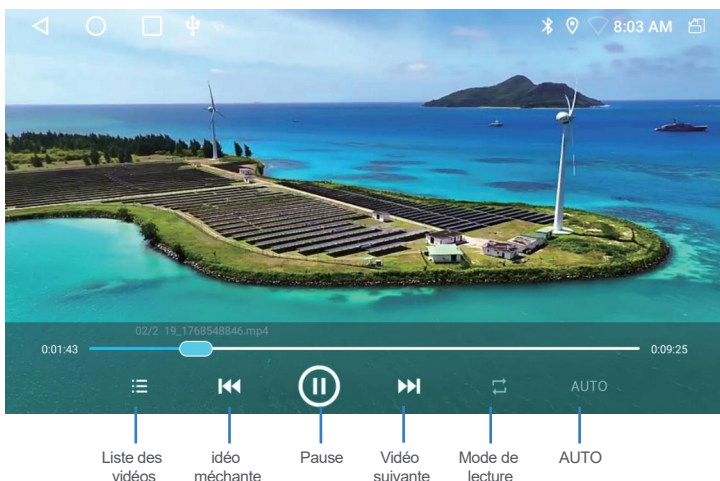 8:03 AM
02/2 19_1768548846.mp4
0:01:43
0:09:25
AUTO
Liste des
vidéos
idéo
méchante
Pause
Vidéo
suivante
Mode de
lecture
AUTO